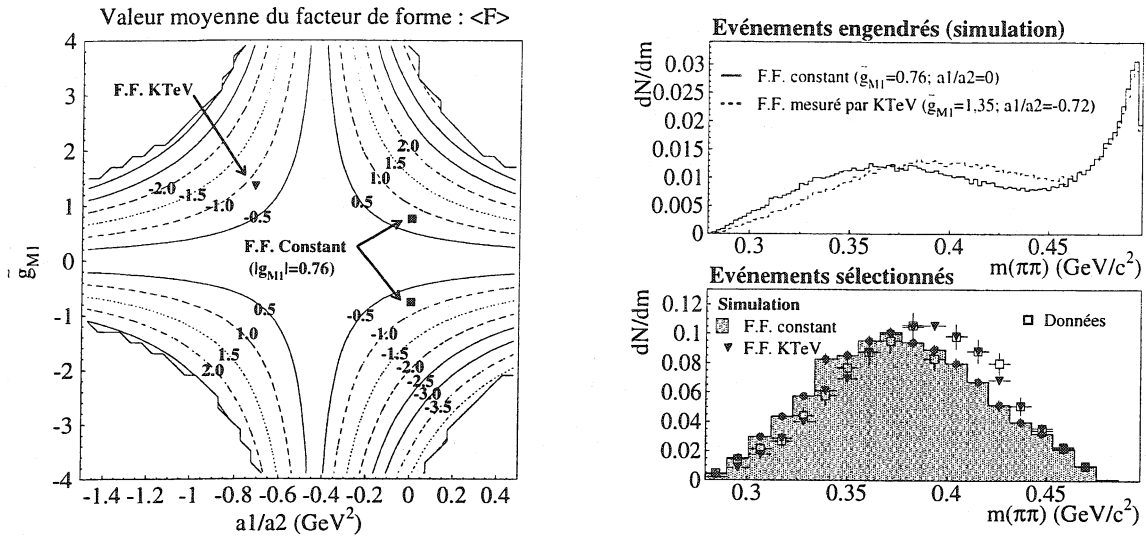 Valeur moyenne du facteur de forme : <F>
4
3
2
1
0
-1
-2
-3
-4
g̃M1
F.F. KTeV
-2.0
-1.5
-1.0
-0.5
2.0
1.5
1.0
0.5
F.F. Constant
(|gM1|=0.76)
0.5
1.0
1.5
2.0
-0.5
-1.0
-1.5
-2.0
-2.5
-3.0
-3.5
-1.4 -1.2 -1 -0.8 -0.6 -0.4 -0.2 0 0.2 0.4
a1/a2 (GeV²)
Evénements engendrés (simulation)
dN/dm
0.03
0.025
0.02
0.015
0.01
0.005
0
F.F. constant (g̃M1=0.76; a1/a2=0)
F.F. mesuré par KTeV (g̃M1=1,35; a1/a2=-0.72)
0.3 0.35 0.4 0.45
m(ππ) (GeV/c²)
Evénements sélectionnés
dN/dm
0.12
0.1
0.08
0.06
0.04
0.02
0
Simulation
F.F. constant
F.F. KTeV
Données
0.3 0.35 0.4 0.45
m(ππ) (GeV/c²)